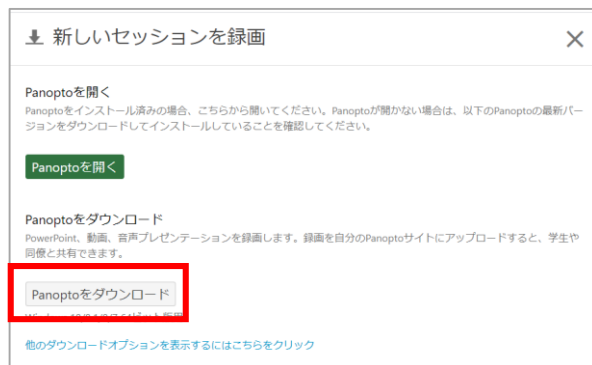 新しいセッションを録画
Panoptoを開く
Panoptoをインストール済みの場合、こちらから開いてください。Panoptoが開かない場合は、以下のPanoptoの最新バー
ジョンをダウンロードしてインストールしていることを確認してください。
Panoptoを開く
Panoptoをダウンロード
PowerPoint、動画、音声プレゼンテーションを録画します。録画を自分のPanoptoサイトにアップロードすると、学生や
同僚と共有できます。
Panoptoをダウンロード
他のダウンロードオプションを表示するにはこちらをクリック